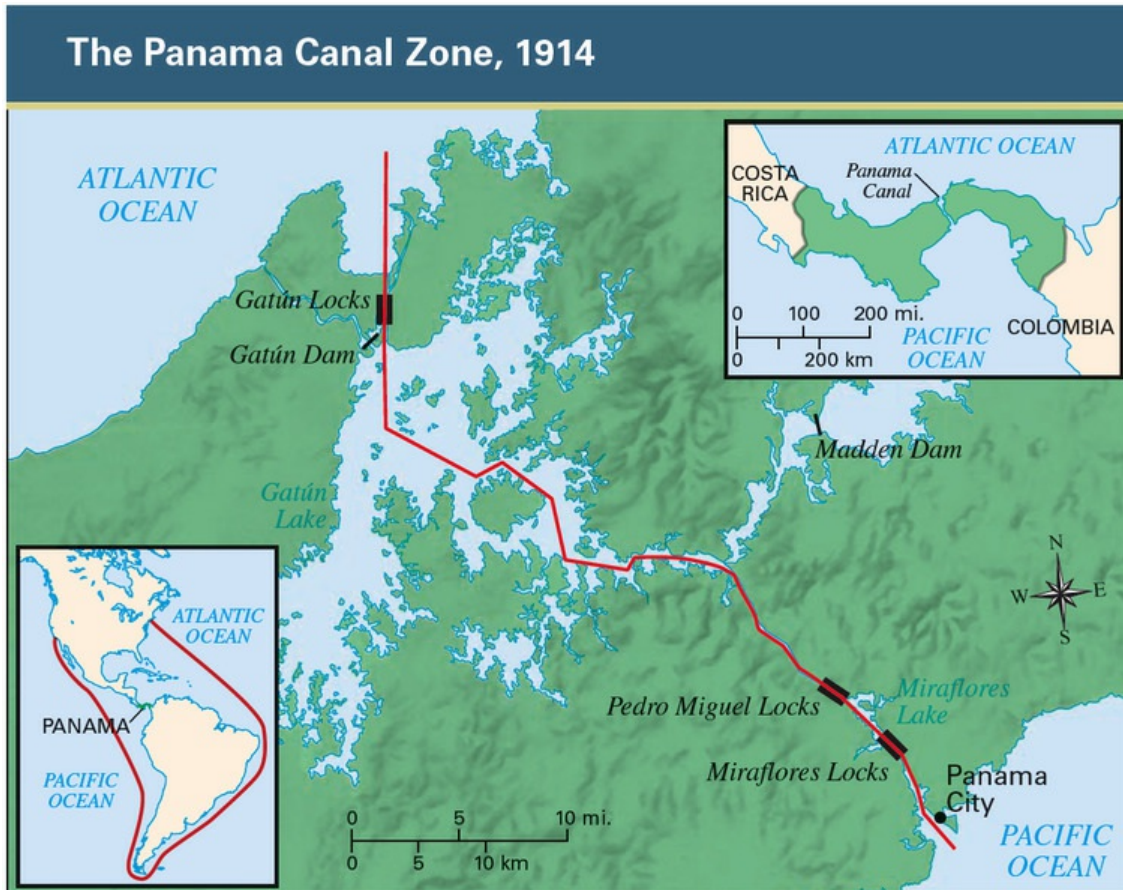 The Panama Canal Zone, 1914
ATLANTIC
OCEAN
Gatún Locks
Gatún Dam
Gatún
Lake
Madden Dam
Pedro Miguel Locks
Miraflores
Lake
Miraflores Locks
Panama
City
PACIFIC
OCEAN
N
W
E
S
0 5 10 mi.
0 5 10 km
ATLANTIC OCEAN
COSTA
RICA
Panama
Canal
0 100 200 mi.
0 200 km
PACIFIC
OCEAN
COLOMBIA
ATLANTIC
OCEAN
PANAMA
PACIFIC
OCEAN